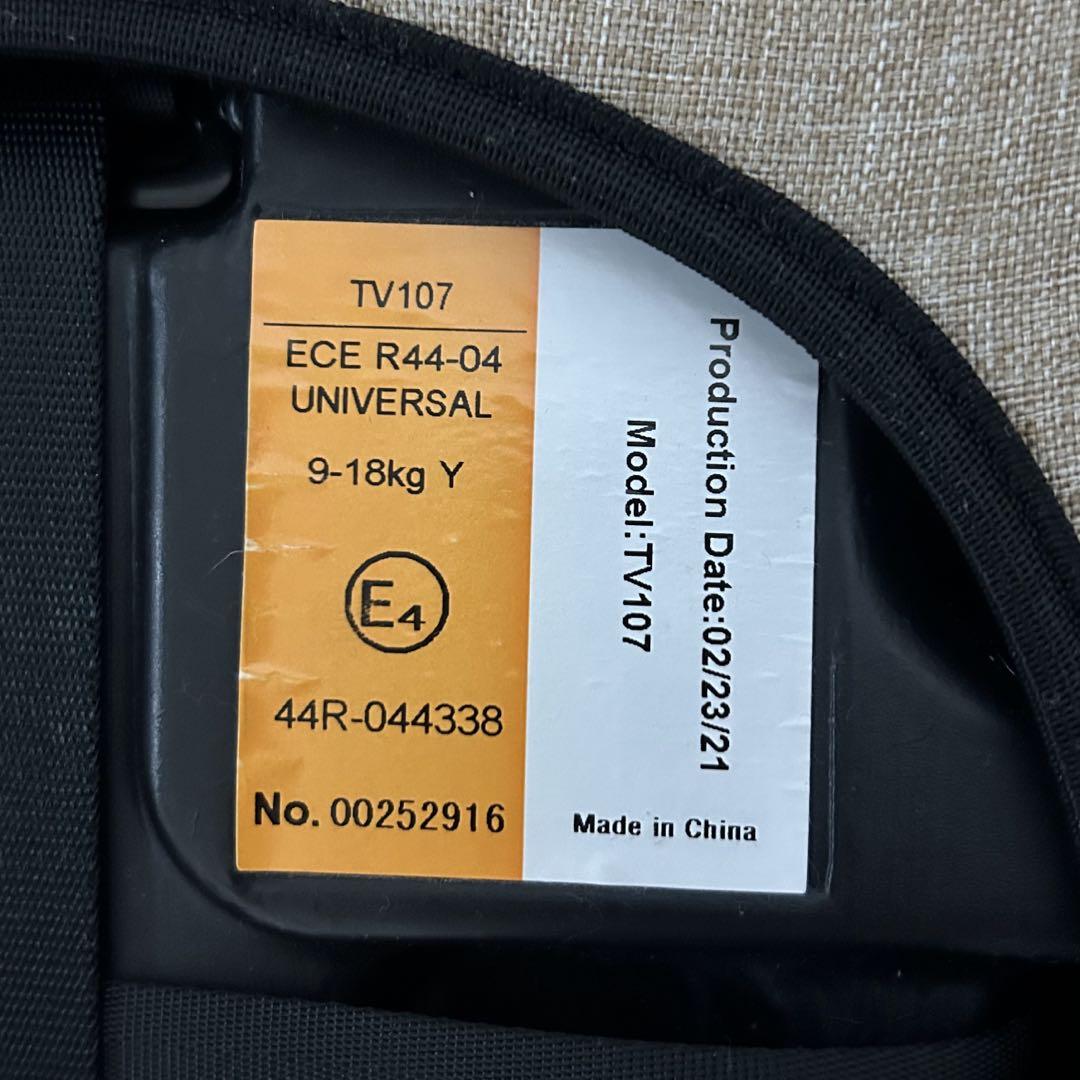 TV107
ECE R44-04
UNIVERSAL
9-18kg Y
E4
44R-044338
No. 00252916
Production Date:02/23/21
Model:TV107
Made in China